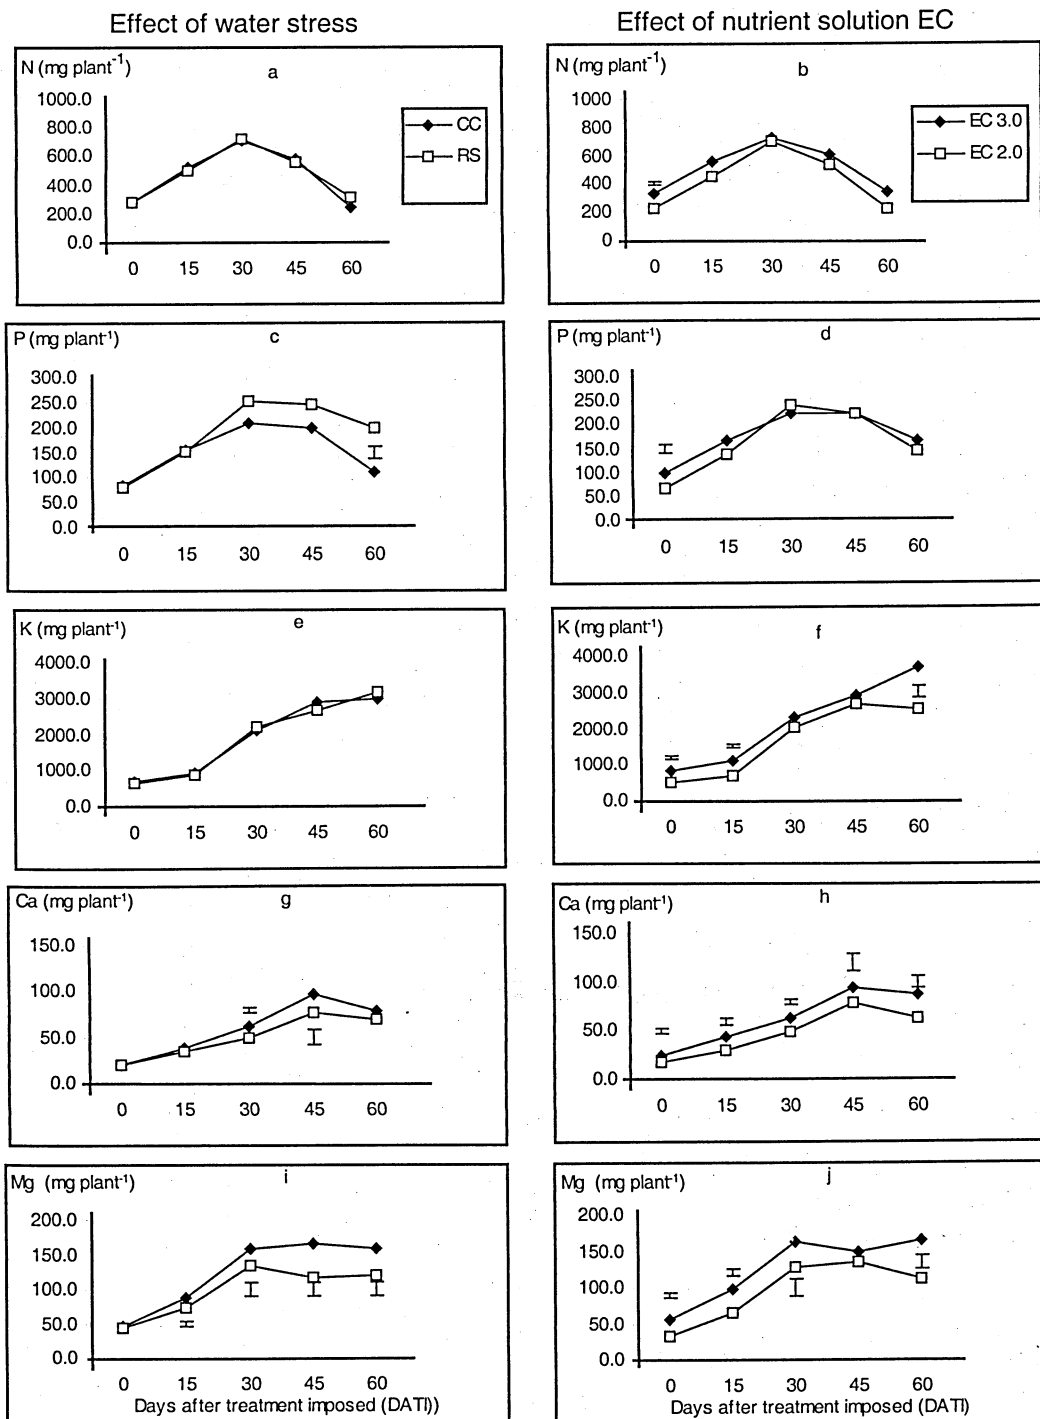 Effect of water stress
Effect of nutrient solution EC
N (mg plant-1)
a
1000.0
800.0
600.0
400.0
200.0
0.0
0 15 30 45 60
CC
RS
N (mg plant-1)
b
1000
800
600
400
200
0
0 15 30 45 60
EC 3.0
EC 2.0
P (mg plant-1)
c
300.0
250.0
200.0
150.0
100.0
50.0
0.0
0 15 30 45 60
P (mg plant-1)
d
300.0
250.0
200.0
150.0
100.0
50.0
0.0
0 15 30 45 60
K (mg plant-1)
e
4000.0
3000.0
2000.0
1000.0
0.0
0 15 30 45 60
K (mg plant-1)
f
4000.0
3000.0
2000.0
1000.0
0.0
0 15 30 45 60
Ca (mg plant-1)
g
150.0
100.0
50.0
0.0
0 15 30 45 60
Ca (mg plant-1)
h
150.0
100.0
50.0
0.0
0 15 30 45 60
Mg (mg plant-1)
i
200.0
150.0
100.0
50.0
0.0
0 15 30 45 60
Days after treatment imposed (DATI))
Mg (mg plant-1)
j
200.0
150.0
100.0
50.0
0.0
0 15 30 45 60
Days after treatment imposed (DATI)